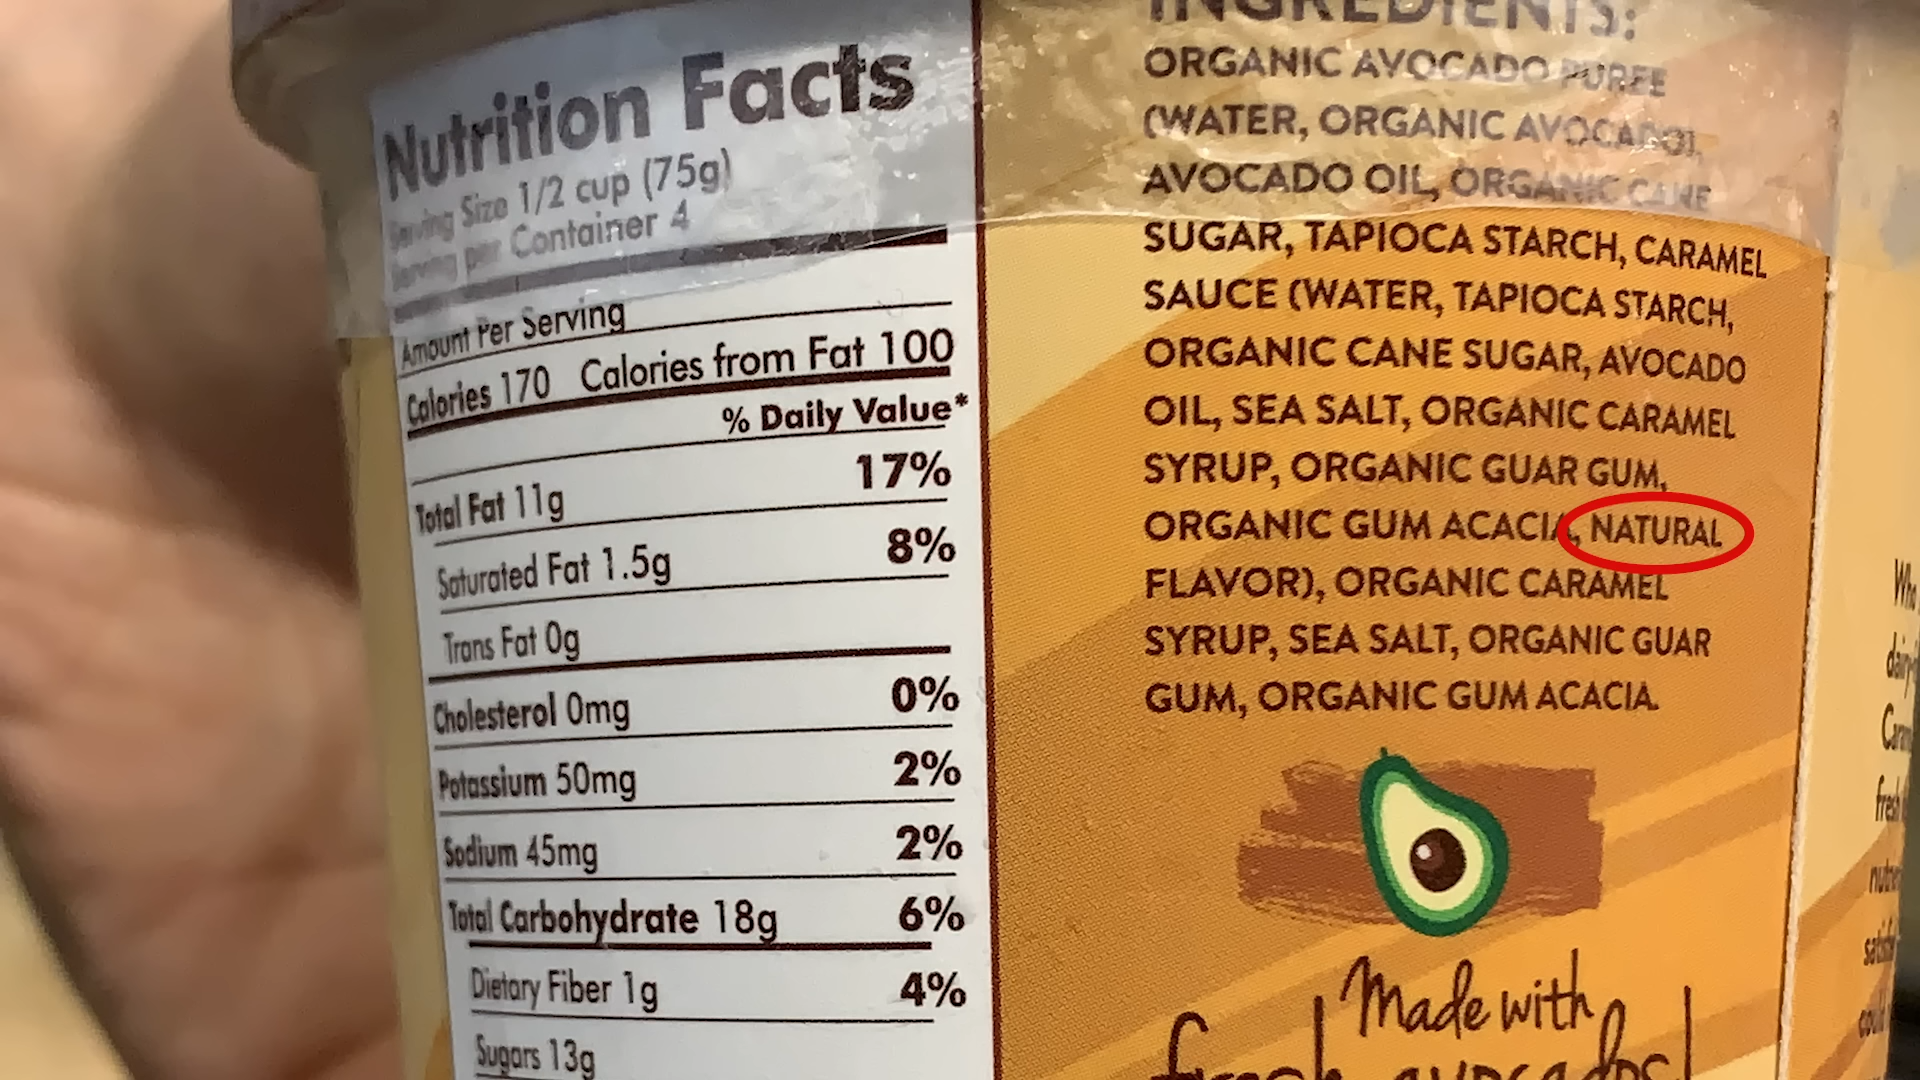 Nutrition Facts
Serving Size 1/2 cup (75g)
Serving per Container 4
Amount Per Serving
Calories 170 Calories from Fat 100
% Daily Value*
Total Fat 11g 17%
Saturated Fat 1.5g 8%
Trans Fat 0g
Cholesterol 0mg 0%
Potassium 50mg 2%
Sodium 45mg 2%
Total Carbohydrate 18g 6%
Dietary Fiber 1g 4%
Sugars 13g
INGREDIENTS:
ORGANIC AVOCADO PUREE
(WATER, ORGANIC AVOCADO),
AVOCADO OIL, ORGANIC CANE
SUGAR, TAPIOCA STARCH, CARAMEL
SAUCE (WATER, TAPIOCA STARCH,
ORGANIC CANE SUGAR, AVOCADO
OIL, SEA SALT, ORGANIC CARAMEL
SYRUP, ORGANIC GUAR GUM,
ORGANIC GUM ACACIA, NATURAL
FLAVOR), ORGANIC CARAMEL
SYRUP, SEA SALT, ORGANIC GUAR
GUM, ORGANIC GUM ACACIA.
Made with
fresh avocados!